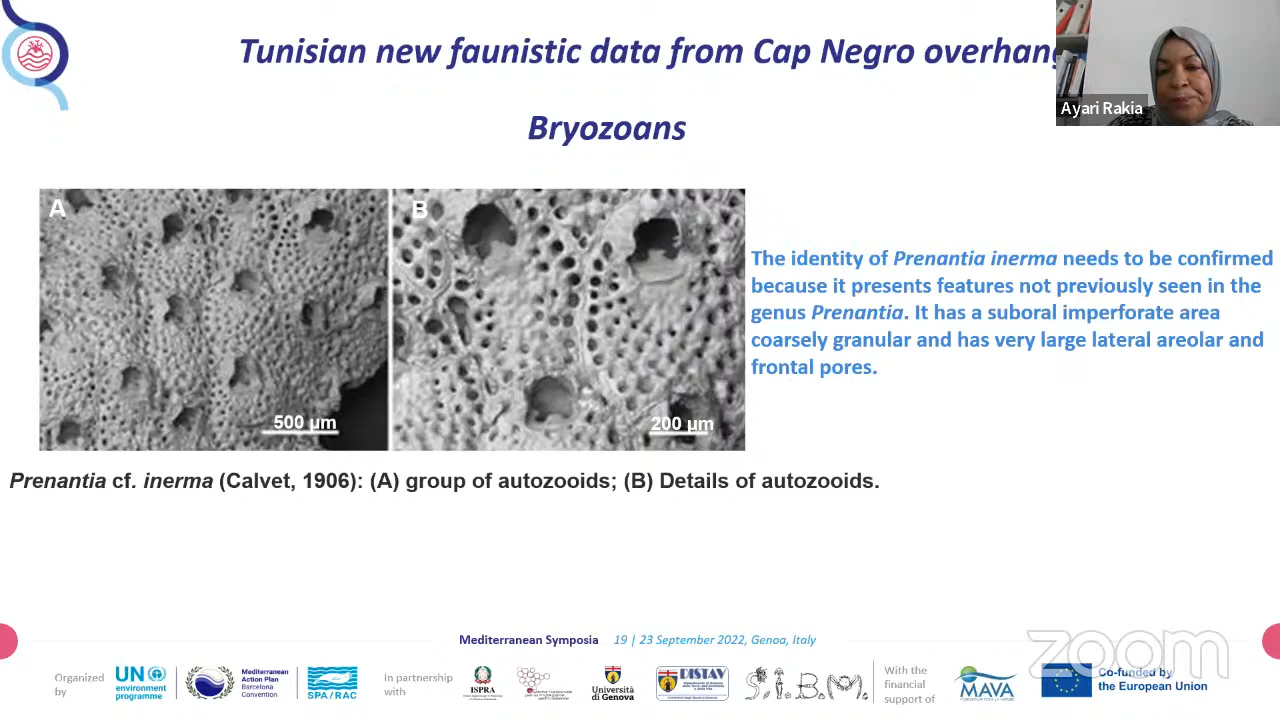 Tunisian new faunistic data from Cap Negro overhang
Ayari Rakia
Bryozoans
A
B
500 µm
200 µm
The identity of Prenantia inerma needs to be confirmed
because it presents features not previously seen in the
genus Prenantia. It has a suboral imperforate area
coarsely granular and has very large lateral areolar and
frontal pores.
Prenantia cf. inerma (Calvet, 1906): (A) group of autozooids; (B) Details of autozooids.
Mediterranean Symposia 19 | 23 September 2022, Genoa, Italy
zoom
Organized
by
UN
environment
programme
Mediterranean
Action Plan
Barcelona
Convention
SPA/RAC
In partnership
with
ISPRA
Università
di Genova
DISTAV
S.I.B.M.
With the
financial
support of
MAVA
Co-funded by
the European Union